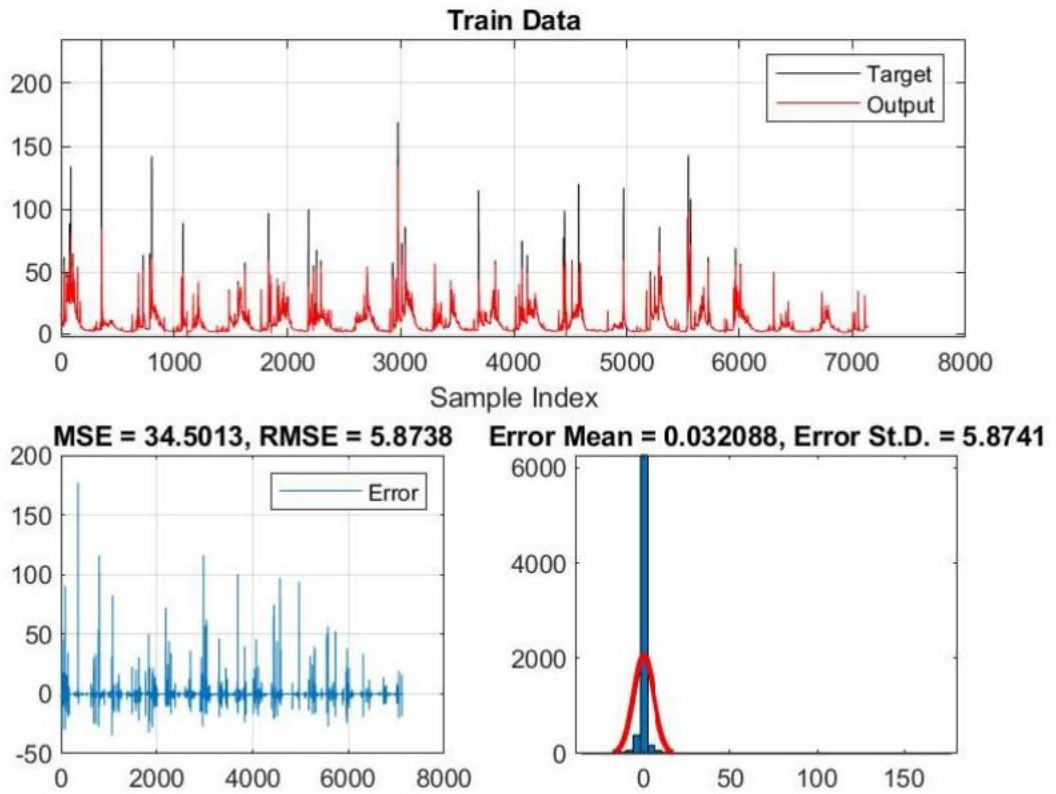 Train Data
200
150
100
50
0
Target
Output
0 1000 2000 3000 4000 5000 6000 7000 8000
Sample Index
MSE = 34.5013, RMSE = 5.8738
200
150
100
50
0
-50
Error
0 2000 4000 6000 8000
Error Mean = 0.032088, Error St.D. = 5.8741
6000
4000
2000
0
0 50 100 150